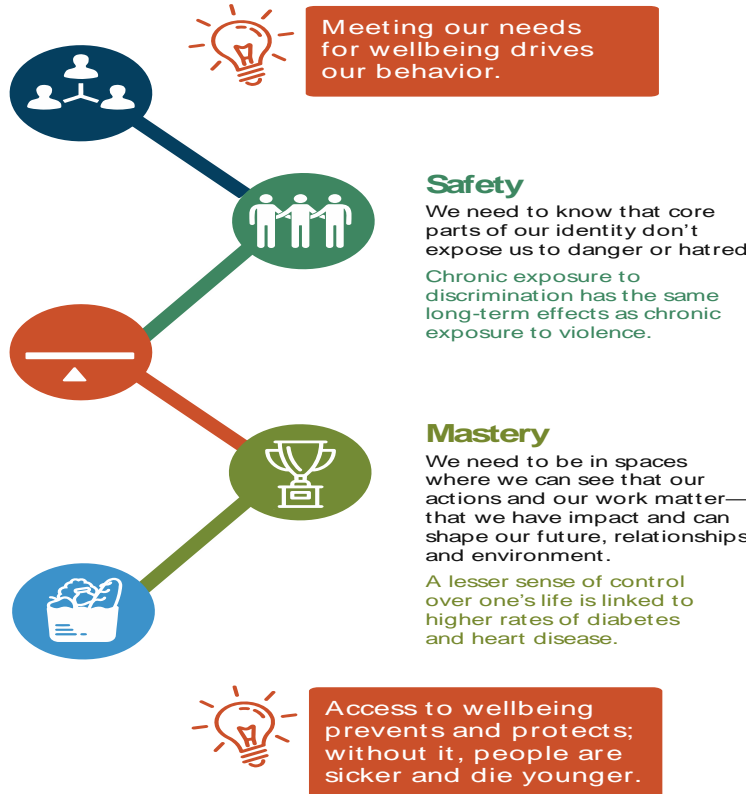 Meeting our needs
for wellbeing drives
our behavior.
Safety
We need to know that core
parts of our identity don't
expose us to danger or hatred
Chronic exposure to
discrimination has the same
long-term effects as chronic
exposure to violence.
Mastery
We need to be in spaces
where we can see that our
actions and our work matter—
that we have impact and can
shape our future, relationships
and environment.
A lesser sense of control
over one's life is linked to
higher rates of diabetes
and heart disease.
Access to wellbeing
prevents and protects;
without it, people are
sicker and die younger.